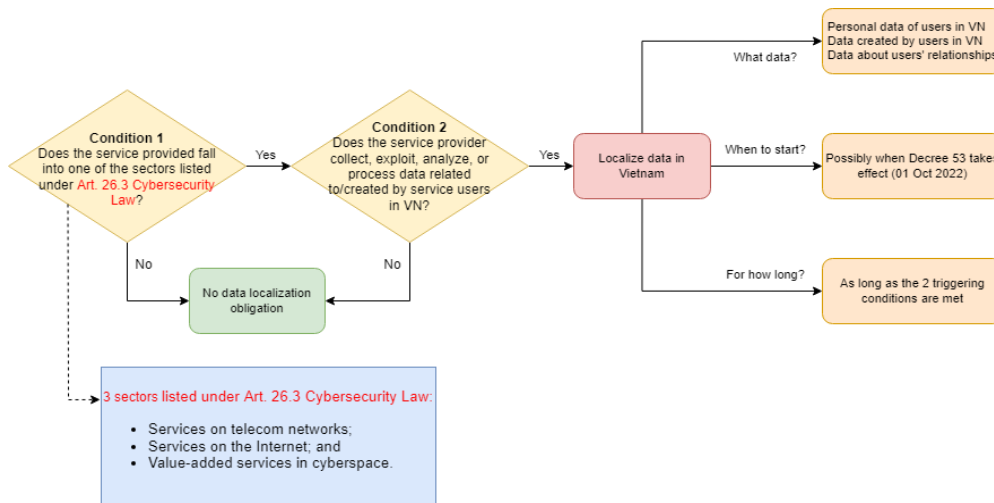 Condition 1
Does the service provided fall
into one of the sectors listed
under Art. 26.3 Cybersecurity
Law?
Yes
No
Condition 2
Does the service provider
collect, exploit, analyze, or
process data related
to/created by service users
in VN?
Yes
No
No data localization
obligation
Localize data in
Vietnam
What data?
Personal data of users in VN
Data created by users in VN
Data about users' relationships
When to start?
Possibly when Decree 53 takes
effect (01 Oct 2022)
For how long?
As long as the 2 triggering
conditions are met
3 sectors listed under Art. 26.3 Cybersecurity Law:
• Services on telecom networks;
• Services on the Internet; and
• Value-added services in cyberspace.